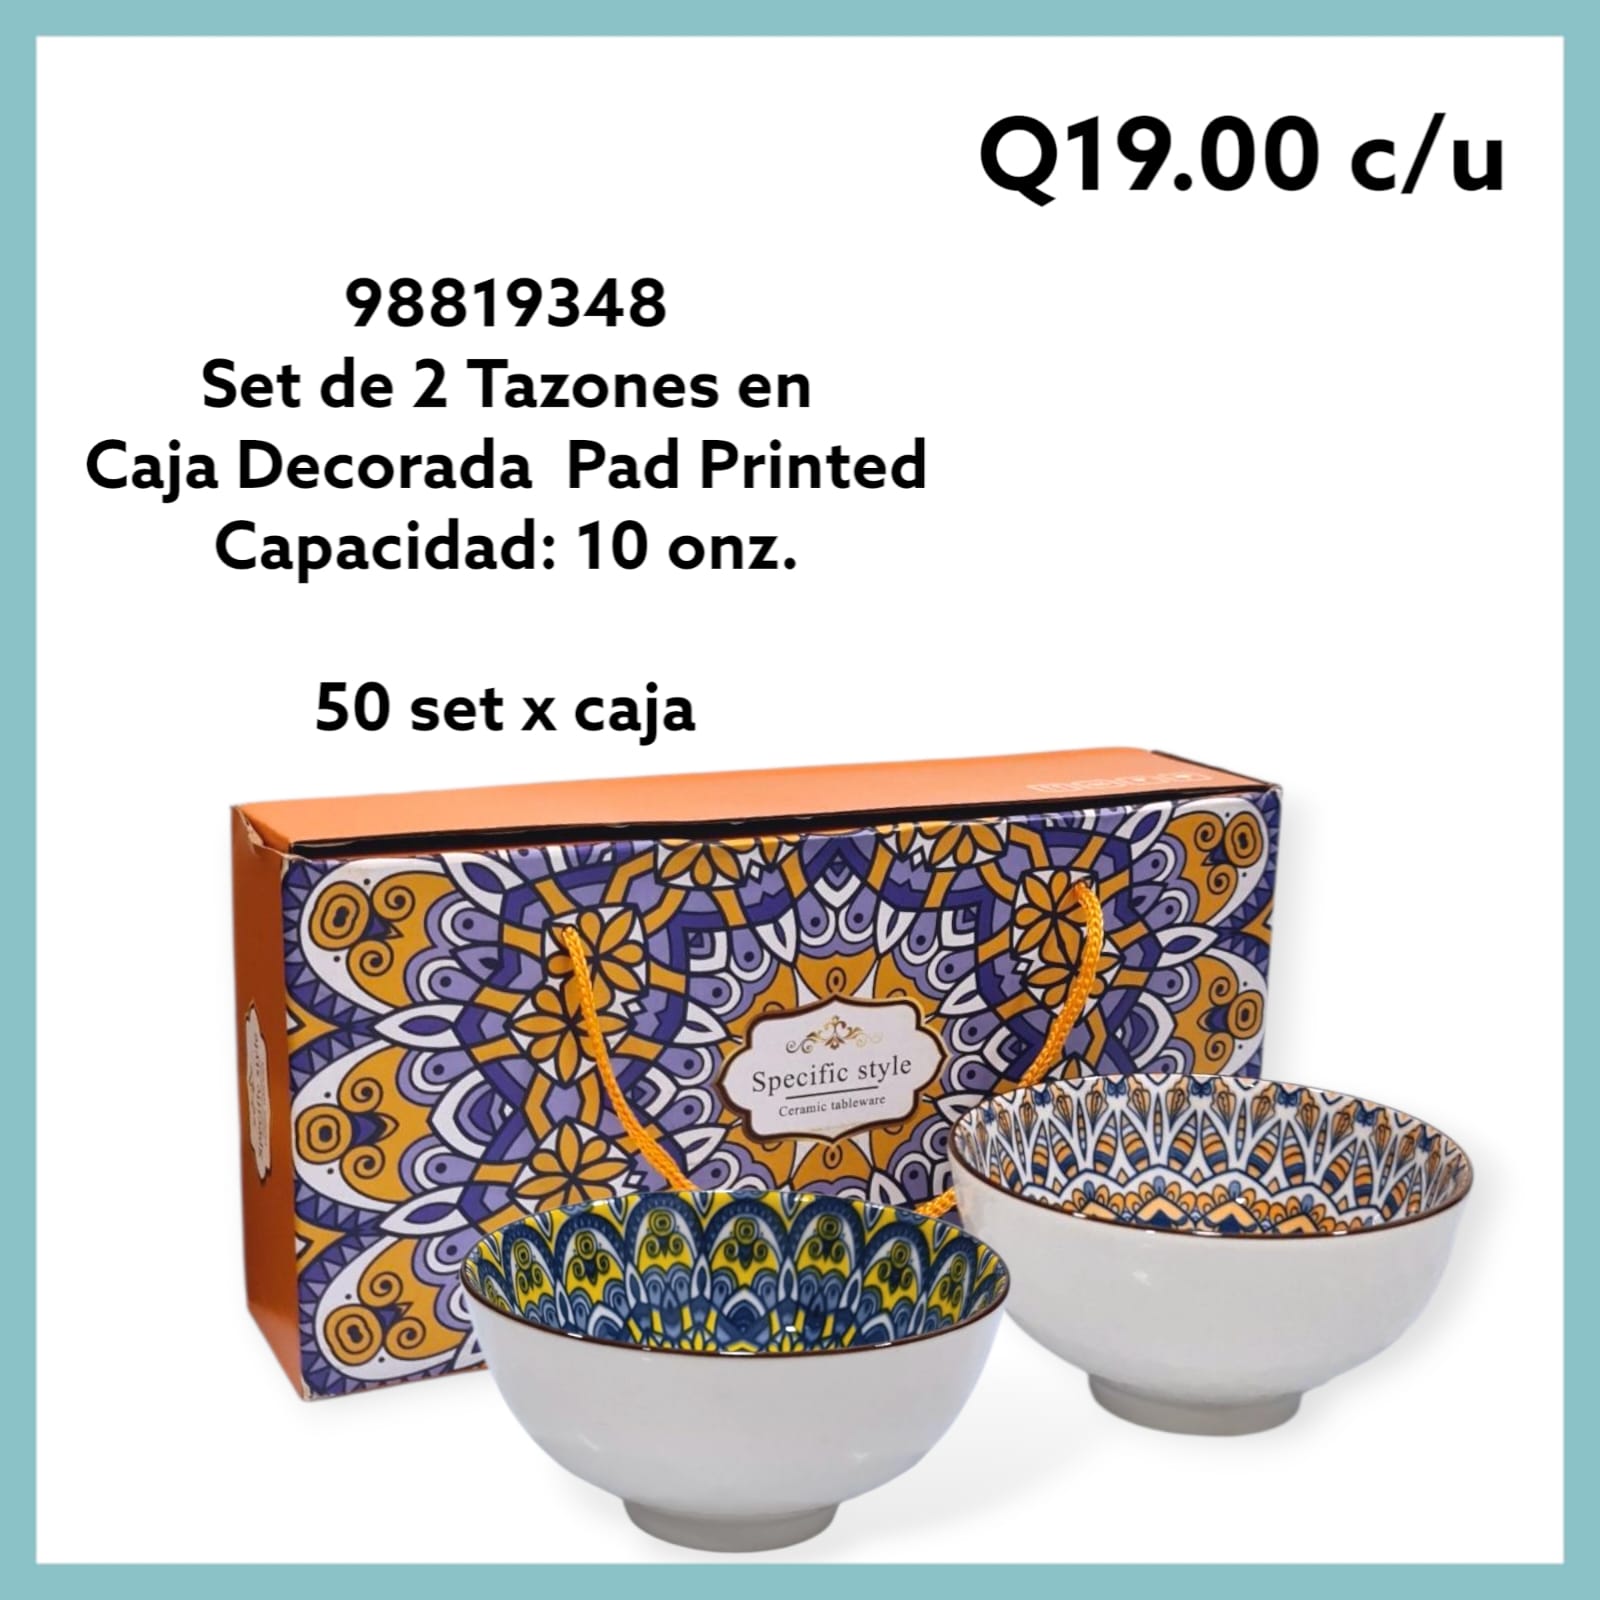 Q19.00 c/u
98819348
Set de 2 Tazones en
Caja Decorada  Pad Printed
Capacidad: 10 onz.
50 set x caja
Specific style
Ceramic tableware